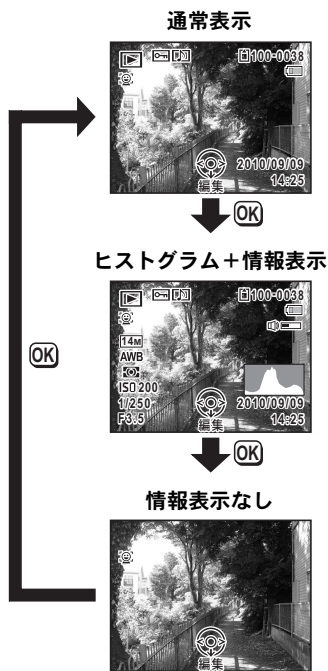 通常表示
100-0038
編集
2010/09/09
14:25
OK
ヒストグラム＋情報表示
100-0038
14M
AWB
ISO 200
1/250
F3.5
編集
2010/09/09
14:25
OK
OK
情報表示なし
編集